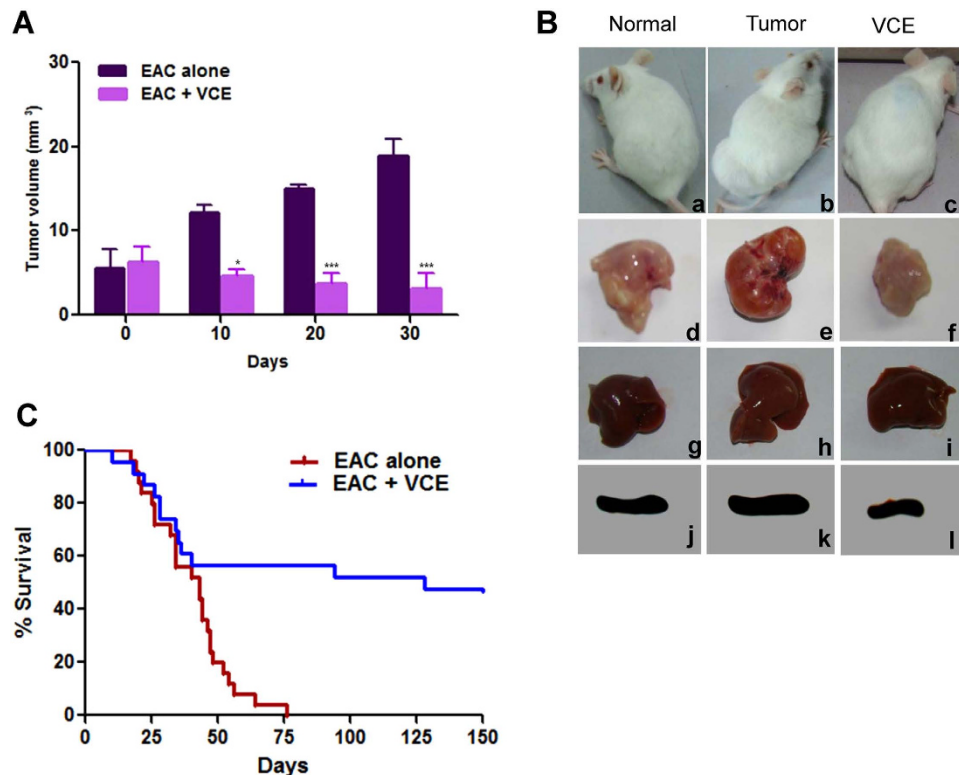 A
EAC alone
EAC + VCE
Tumor volume (mm ³)
30
20
10
0
*
***
***
0 10 20 30
Days
B
Normal Tumor VCE
a b c
d e f
g h i
j k l
C
EAC alone
EAC + VCE
% Survival
100
80
60
40
20
0
0 25 50 75 100 125 150
Days